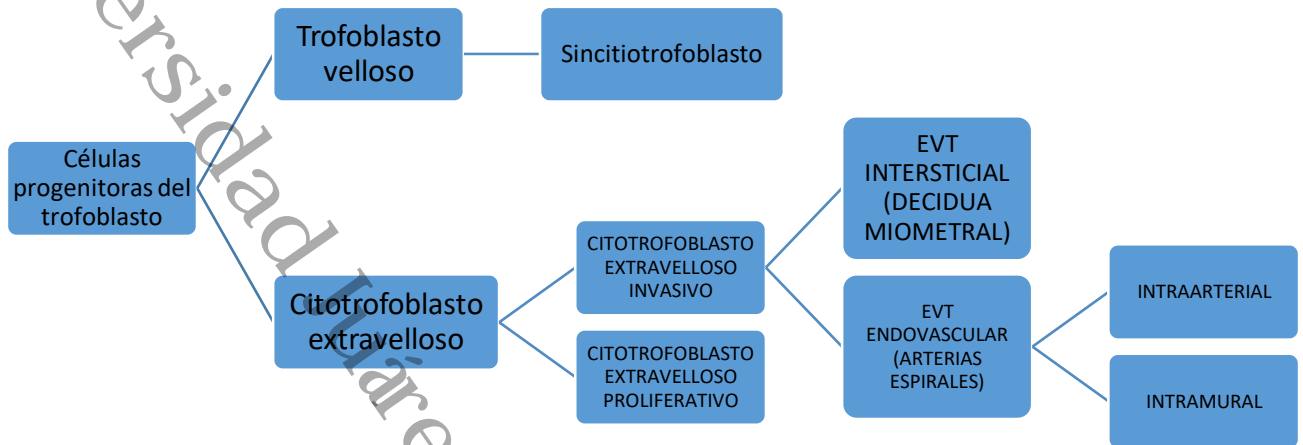 Trofoblasto
velloso
Sincitiotrofoblasto
Células
progenitoras del
trofoblasto
Citotrofoblasto
extravelloso
CITOTROFOBLASTO
EXTRAVELLOSO
INVASIVO
CITOTROFOBLASTO
EXTRAVELLOSO
PROLIFERATIVO
EVT
INTERSTICIAL
(DECIDUA
MIOMETRAL)
EVT
ENDOVASCULAR
(ARTERIAS
ESPIRALES)
INTRAARTERIAL
INTRAMURAL